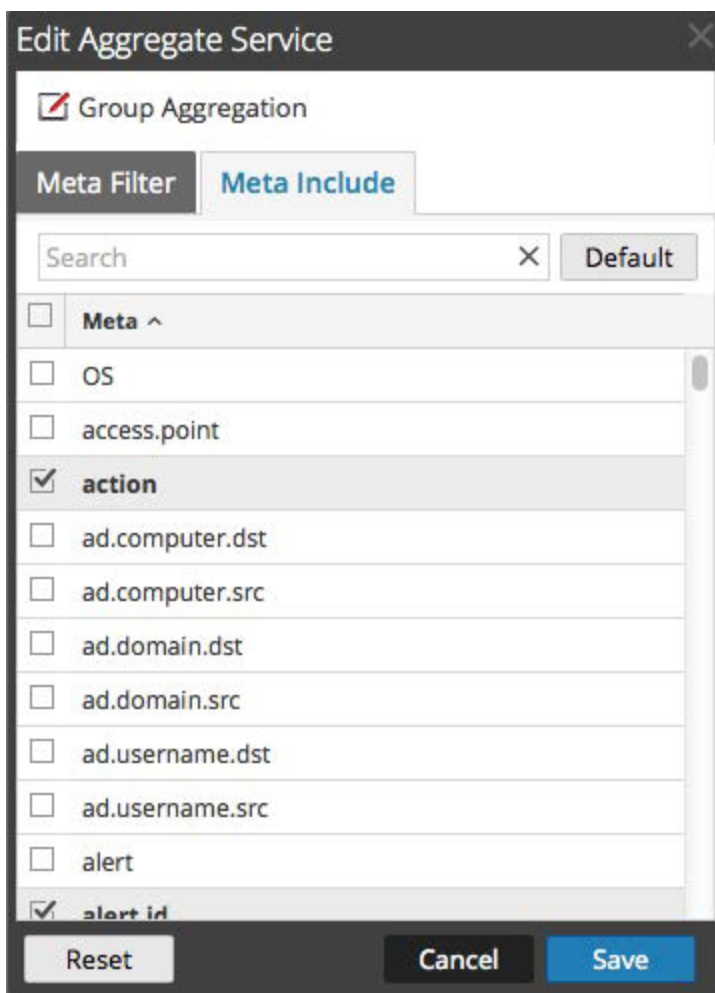 Edit Aggregate Service
Group Aggregation
Meta Filter Meta Include
Search Default
Meta
OS
access.point
action
ad.computer.dst
ad.computer.src
ad.domain.dst
ad.domain.src
ad.username.dst
ad.username.src
alert
alert.id
Reset Cancel Save